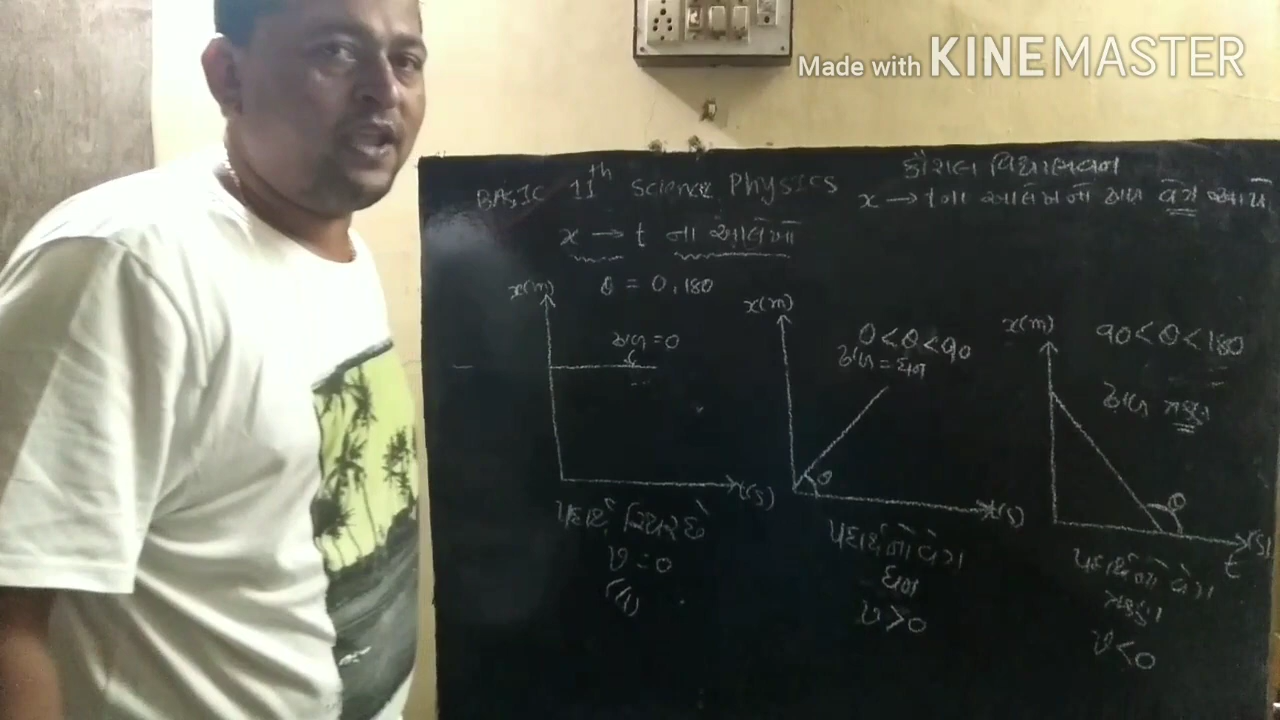 Made with KINEMASTER
કૌશલ વિદ્યાભવન
BASIC 11th Science Physics
x → t ના આલેખનો ઢાળ વેગ આપે
x → t ના આલેખો
θ = 0, 180
x(m)
ઢાળ = 0
t(s)
પદાર્થ સ્થિર છે
v = 0
(1)
x(m)
0 < θ < 90
ઢાળ = ધન
θ
t(s)
પદાર્થનો વેગ
ધન
v > 0
x(m)
90 < θ < 180
ઢાળ ઋણ
θ
t(s)
t
પદાર્થનો વેગ
ઋણ
v < 0